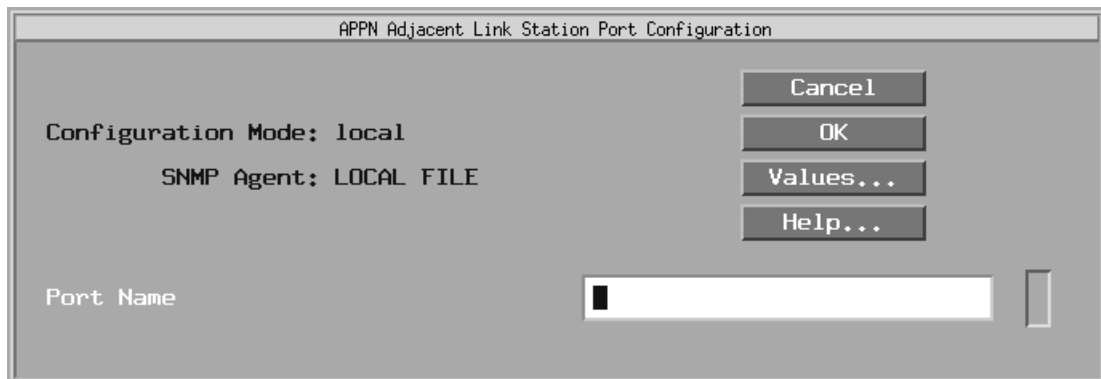 APPN Adjacent Link Station Port Configuration
Cancel
Configuration Mode: local
OK
SNMP Agent: LOCAL FILE
Values...
Help...
Port Name